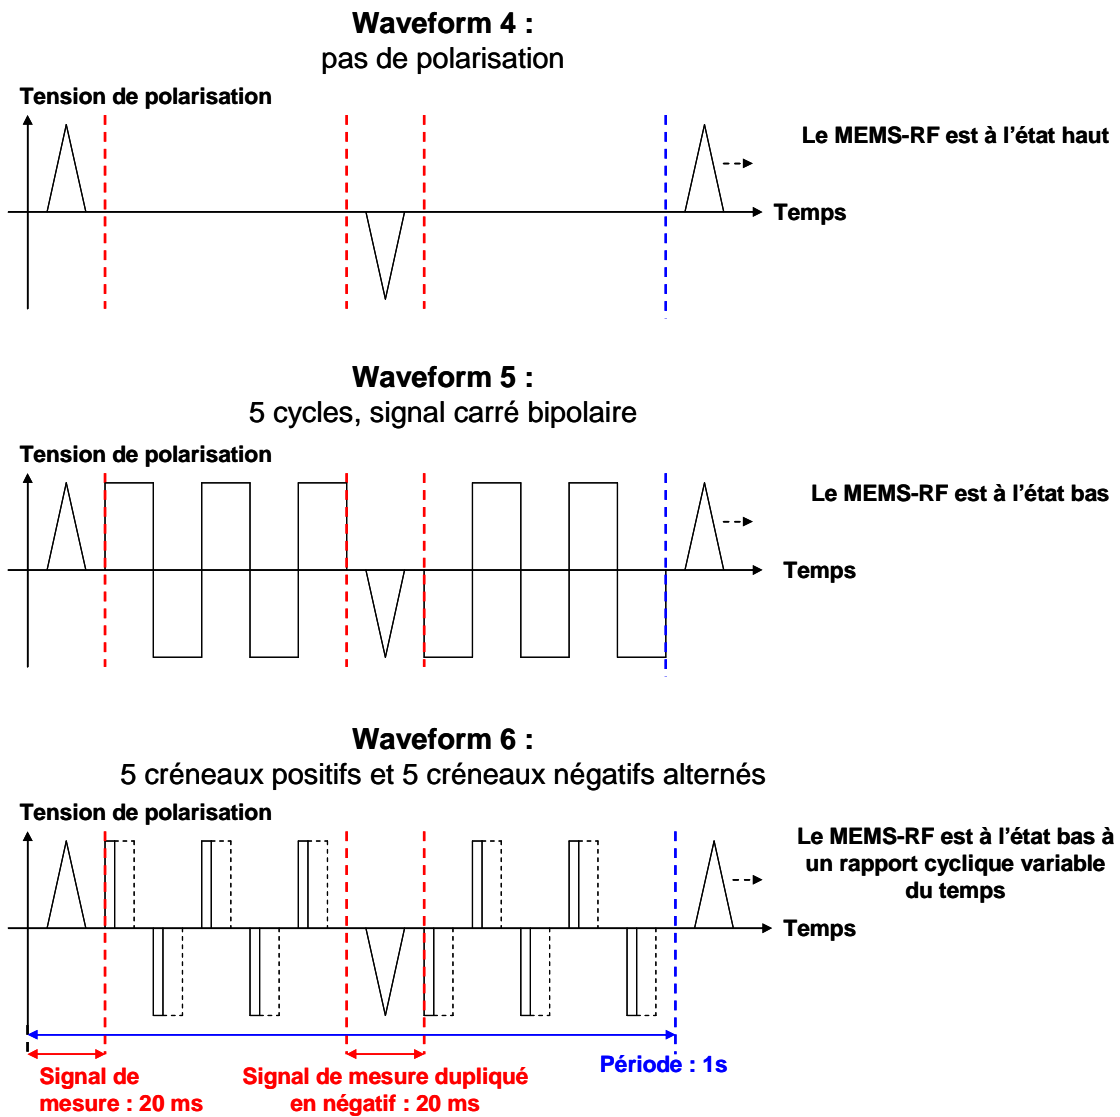 Waveform 4 :
pas de polarisation
Tension de polarisation
Le MEMS-RF est à l'état haut
Temps
Waveform 5 :
5 cycles, signal carré bipolaire
Tension de polarisation
Le MEMS-RF est à l'état bas
Temps
Waveform 6 :
5 créneaux positifs et 5 créneaux négatifs alternés
Tension de polarisation
Le MEMS-RF est à l'état bas à
un rapport cyclique variable
du temps
Temps
Période : 1s
Signal de
mesure : 20 ms
Signal de mesure dupliqué
en négatif : 20 ms